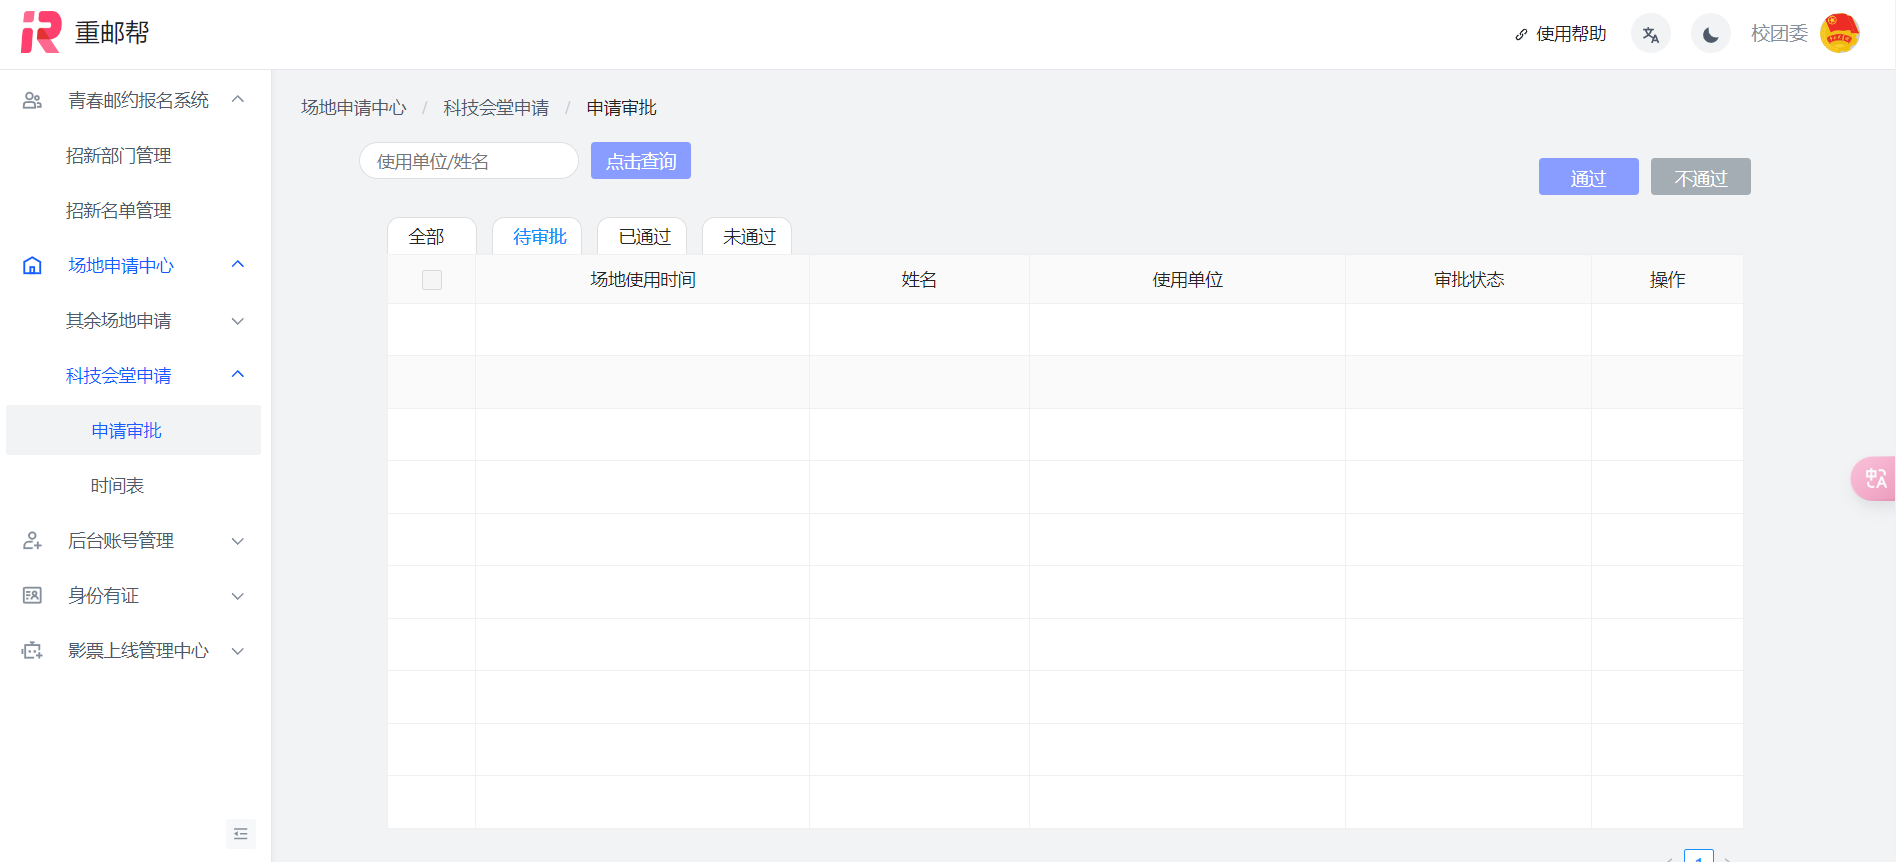 重邮帮
使用帮助
校团委
青春邮约报名系统
招新部门管理
招新名单管理
场地申请中心
其余场地申请
科技会堂申请
申请审批
时间表
后台账号管理
身份有证
影票上线管理中心
场地申请中心 / 科技会堂申请 / 申请审批
使用单位/姓名 点击查询
通过 不通过
全部 待审批 已通过 未通过
场地使用时间 姓名 使用单位 审批状态 操作
1